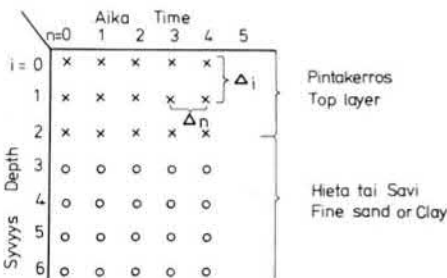 Aika Time
n=0 1 2 3 4 5
i = 0
1
2
3
4
5
6
Δi
Δn
Syvyys Depth
Pintakerros
Top layer
Hieta tai Savi
Fine sand or Clay